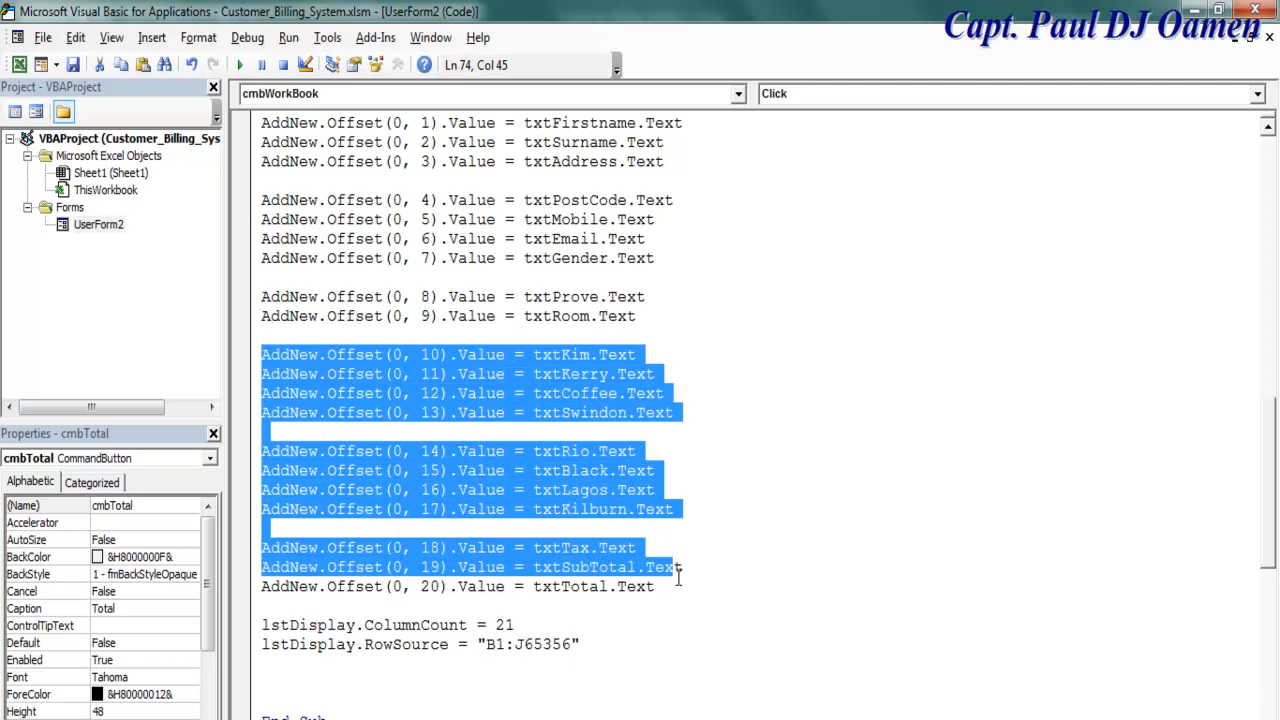 Microsoft Visual Basic for Applications - Customer_Billing_System.xlsm - [UserForm2 (Code)]
Capt. Paul DJ Oamen
File Edit View Insert Format Debug Run Tools Add-Ins Window Help
Ln 74, Col 45
Project - VBAProject
cmbWorkBook
Click
VBAProject (Customer_Billing_Sys
Microsoft Excel Objects
Sheet1 (Sheet1)
ThisWorkbook
Forms
UserForm2
Properties - cmbTotal
cmbTotal CommandButton
Alphabetic Categorized
(Name) cmbTotal
Accelerator
AutoSize False
BackColor &H8000000F&
BackStyle 1 - fmBackStyleOpaque
Cancel False
Caption Total
ControlTipText
Default False
Enabled True
Font Tahoma
ForeColor &H80000012&
Height 48
AddNew.Offset(0, 1).Value = txtFirstname.Text
AddNew.Offset(0, 2).Value = txtSurname.Text
AddNew.Offset(0, 3).Value = txtAddress.Text
AddNew.Offset(0, 4).Value = txtPostCode.Text
AddNew.Offset(0, 5).Value = txtMobile.Text
AddNew.Offset(0, 6).Value = txtEmail.Text
AddNew.Offset(0, 7).Value = txtGender.Text
AddNew.Offset(0, 8).Value = txtProve.Text
AddNew.Offset(0, 9).Value = txtRoom.Text
AddNew.Offset(0, 10).Value = txtKim.Text
AddNew.Offset(0, 11).Value = txtKerry.Text
AddNew.Offset(0, 12).Value = txtCoffee.Text
AddNew.Offset(0, 13).Value = txtSwindon.Text
AddNew.Offset(0, 14).Value = txtRio.Text
AddNew.Offset(0, 15).Value = txtBlack.Text
AddNew.Offset(0, 16).Value = txtLagos.Text
AddNew.Offset(0, 17).Value = txtKilburn.Text
AddNew.Offset(0, 18).Value = txtTax.Text
AddNew.Offset(0, 19).Value = txtSubTotal.Text
AddNew.Offset(0, 20).Value = txtTotal.Text
lstDisplay.ColumnCount = 21
lstDisplay.RowSource = "B1:J65356"
End Sub